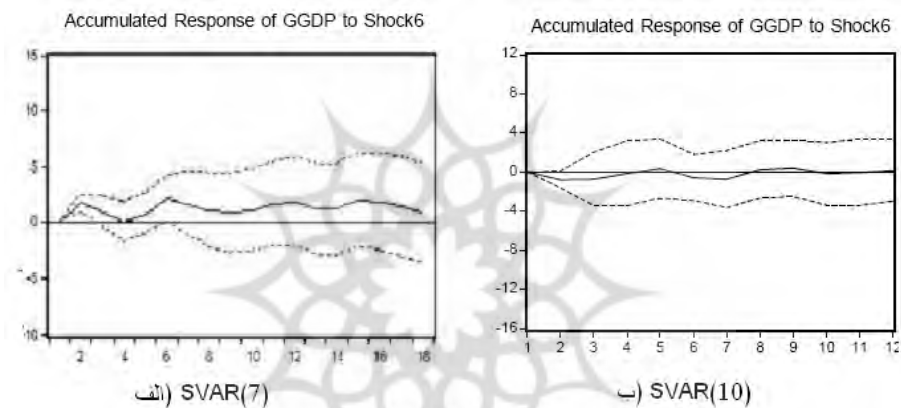 Accumulated Response of GGDP to Shock6
15
10
5
0
-5
-10
2 4 6 8 10 12 14 16 18
الف) SVAR(7)
Accumulated Response of GGDP to Shock6
12
8
4
0
-4
-8
-12
-16
1 2 3 4 5 6 7 8 9 10 11 12
ب) SVAR(10)